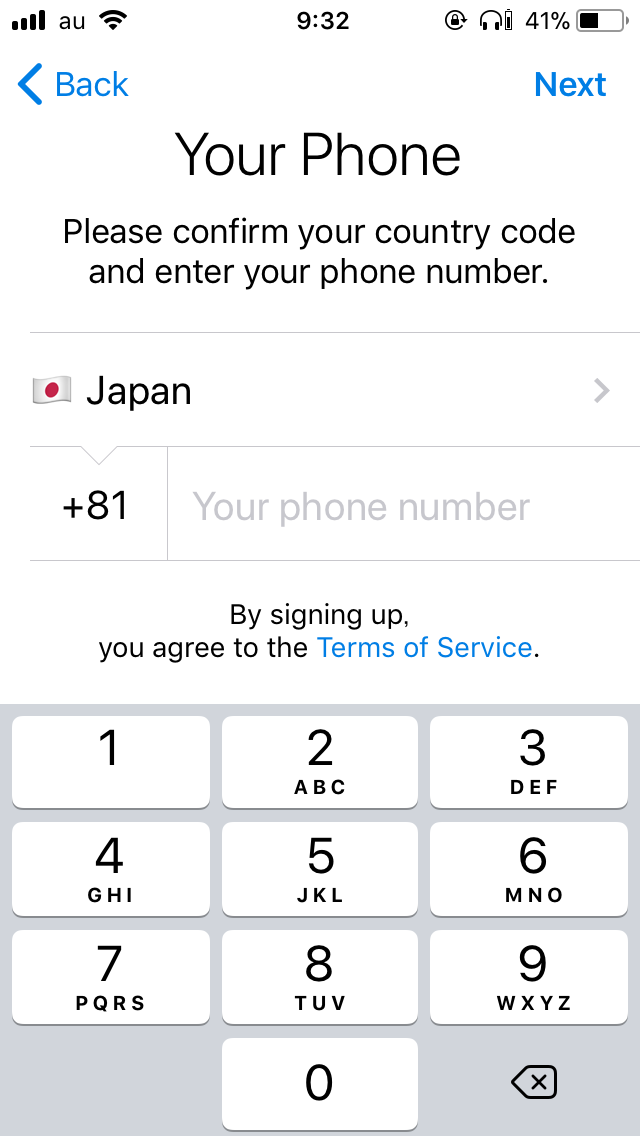 au 9:32 41%
Back Next
Your Phone
Please confirm your country code
and enter your phone number.
Japan
+81 Your phone number
By signing up,
you agree to the Terms of Service.
1 2 3
ABC DEF
4 5 6
GHI JKL MNO
7 8 9
PQRS TUV WXYZ
0